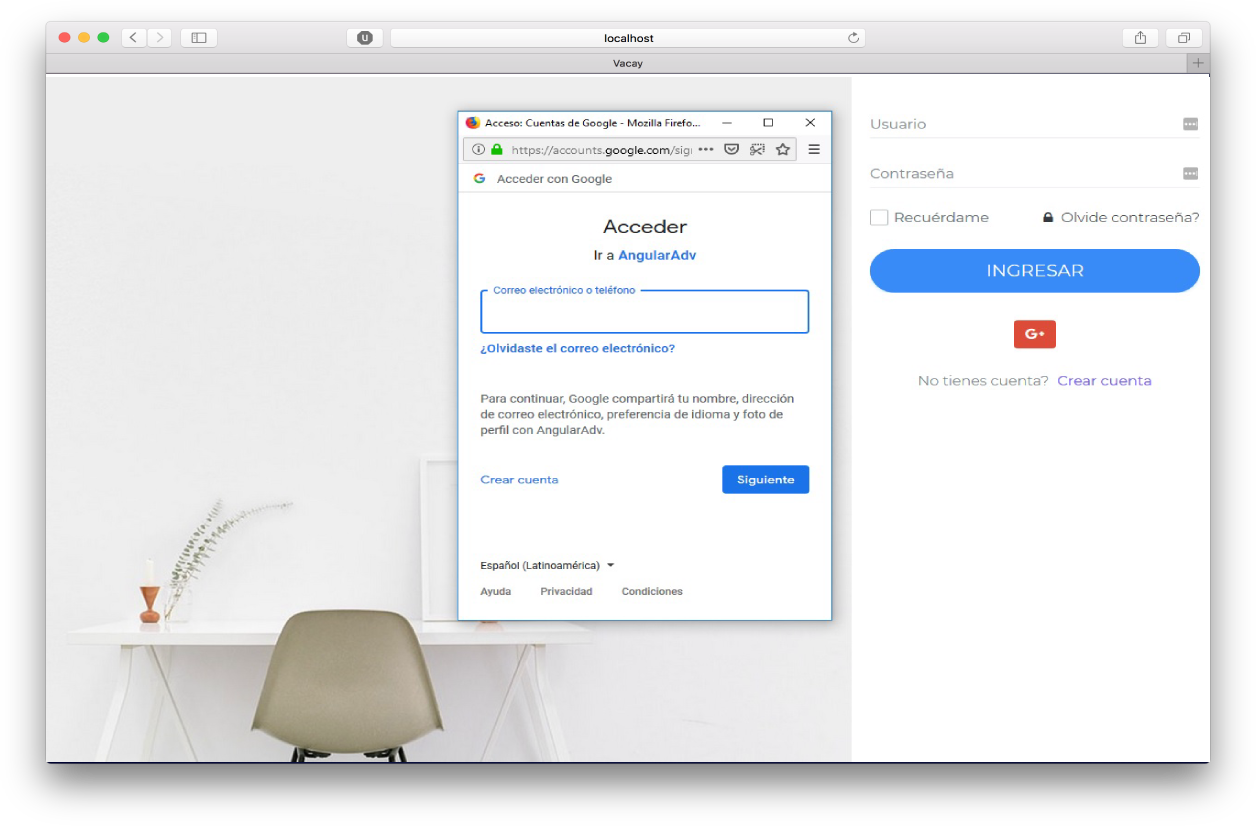 localhost
Vacay
Acceso: Cuentas de Google - Mozilla Firefo...
https://accounts.google.com/sig
Acceder con Google
Acceder
Ir a AngularAdv
Correo electrónico o teléfono
¿Olvidaste el correo electrónico?
Para continuar, Google compartirá tu nombre, dirección
de correo electrónico, preferencia de idioma y foto de
perfil con AngularAdv.
Crear cuenta
Siguiente
Español (Latinoamérica)
Ayuda Privacidad Condiciones
Usuario
Contraseña
Recuérdame Olvide contraseña?
INGRESAR
G+
No tienes cuenta? Crear cuenta